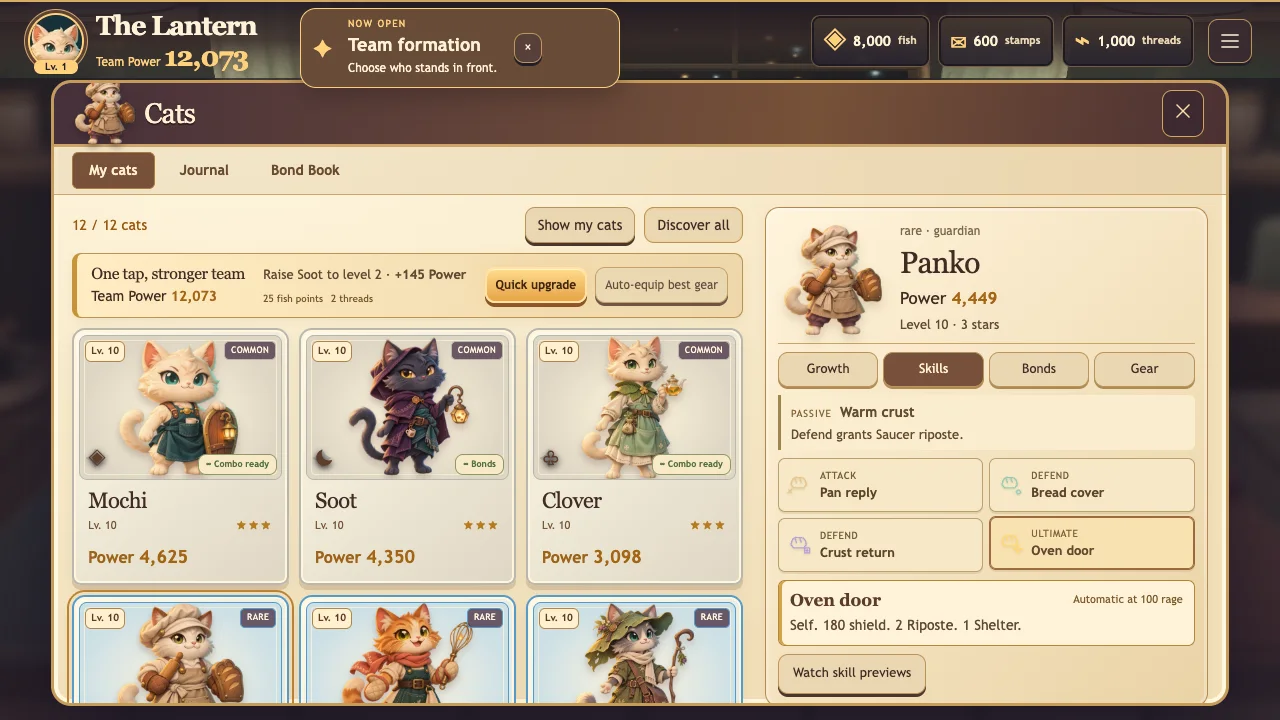 The Lantern
Lv. 1
Team Power 12,073
NOW OPEN
Team formation
Choose who stands in front.
8,000 fish
600 stamps
1,000 threads
Cats
My cats
Journal
Bond Book
12 / 12 cats
Show my cats
Discover all
One tap, stronger team
Team Power 12,073
Raise Soot to level 2 · +145 Power
25 fish points 2 threads
Quick upgrade
Auto-equip best gear
Lv. 10
COMMON
Combo ready
Mochi
Lv. 10
Power 4,625
Lv. 10
COMMON
Bonds
Soot
Lv. 10
Power 4,350
Lv. 10
COMMON
Combo ready
Clover
Lv. 10
Power 3,098
Lv. 10
RARE
Lv. 10
RARE
Lv. 10
RARE
rare · guardian
Panko
Power 4,449
Level 10 · 3 stars
Growth
Skills
Bonds
Gear
PASSIVE Warm crust
Defend grants Saucer riposte.
ATTACK
Pan reply
DEFEND
Bread cover
DEFEND
Crust return
ULTIMATE
Oven door
Oven door
Automatic at 100 rage
Self. 180 shield. 2 Riposte. 1 Shelter.
Watch skill previews